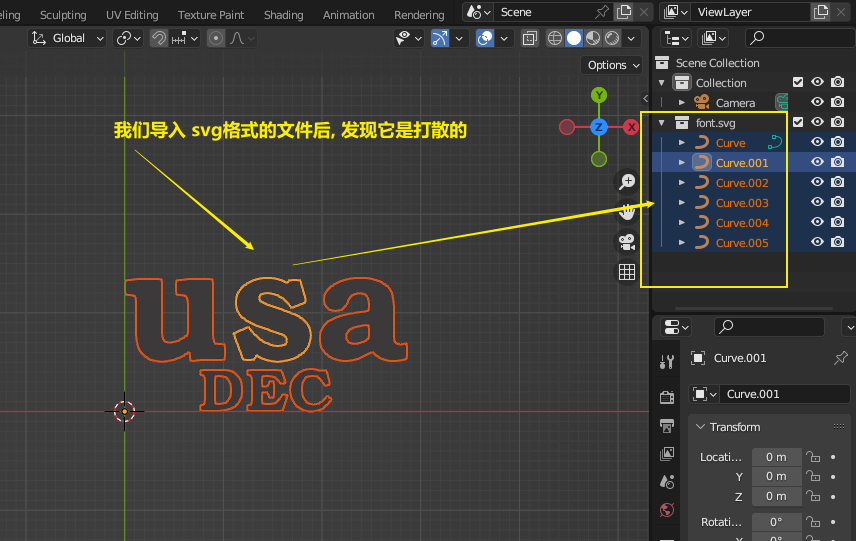 eling Sculpting UV Editing Texture Paint Shading Animation Rendering Scene ViewLayer
Global
Options
Y
Z X
我们导入 svg格式的文件后, 发现它是打散的
usa
DEC
Scene Collection
Collection
Camera
font.svg
Curve
Curve.001
Curve.002
Curve.003
Curve.004
Curve.005
Curve.001
Curve.001
Transform
Locati... 0 m
Y 0 m
Z 0 m
Rotati... 0°
Y 0°